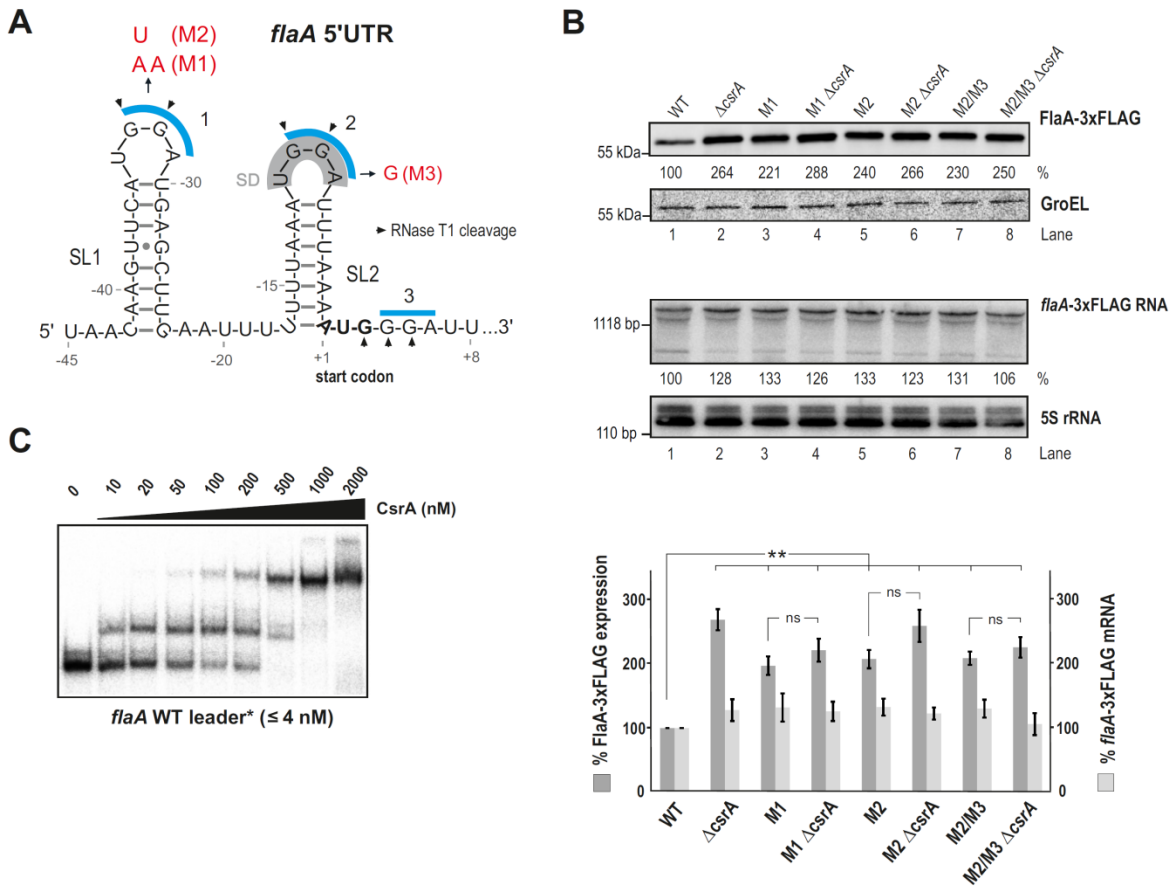 A
U (M2)
AA (M1)
flaA 5'UTR
1
2
3
SD
G (M3)
► RNase T1 cleavage
SL1
SL2
-30
-40
-15
5' U-A-A-C
G-A-A-U-U-U-U
A-U-G-G-G-A-U-U...3'
-45
-20
+1
+8
start codon
B
WT
ΔcsrA
M1
M1 ΔcsrA
M2
M2 ΔcsrA
M2/M3
M2/M3 ΔcsrA
55 kDa
FlaA-3xFLAG
100 264 221 288 240 266 230 250 %
55 kDa
GroEL
1 2 3 4 5 6 7 8 Lane
1118 bp
flaA-3xFLAG RNA
100 128 133 126 133 123 131 106 %
110 bp
5S rRNA
1 2 3 4 5 6 7 8 Lane
C
0 10 20 50 100 200 500 1000 2000
CsrA (nM)
flaA WT leader* (≤ 4 nM)
**
ns
ns
ns
300
200
100
0
300
200
100
0
% FlaA-3xFLAG expression
% flaA-3xFLAG mRNA
WT
ΔcsrA
M1
M1 ΔcsrA
M2
M2 ΔcsrA
M2/M3
M2/M3 ΔcsrA